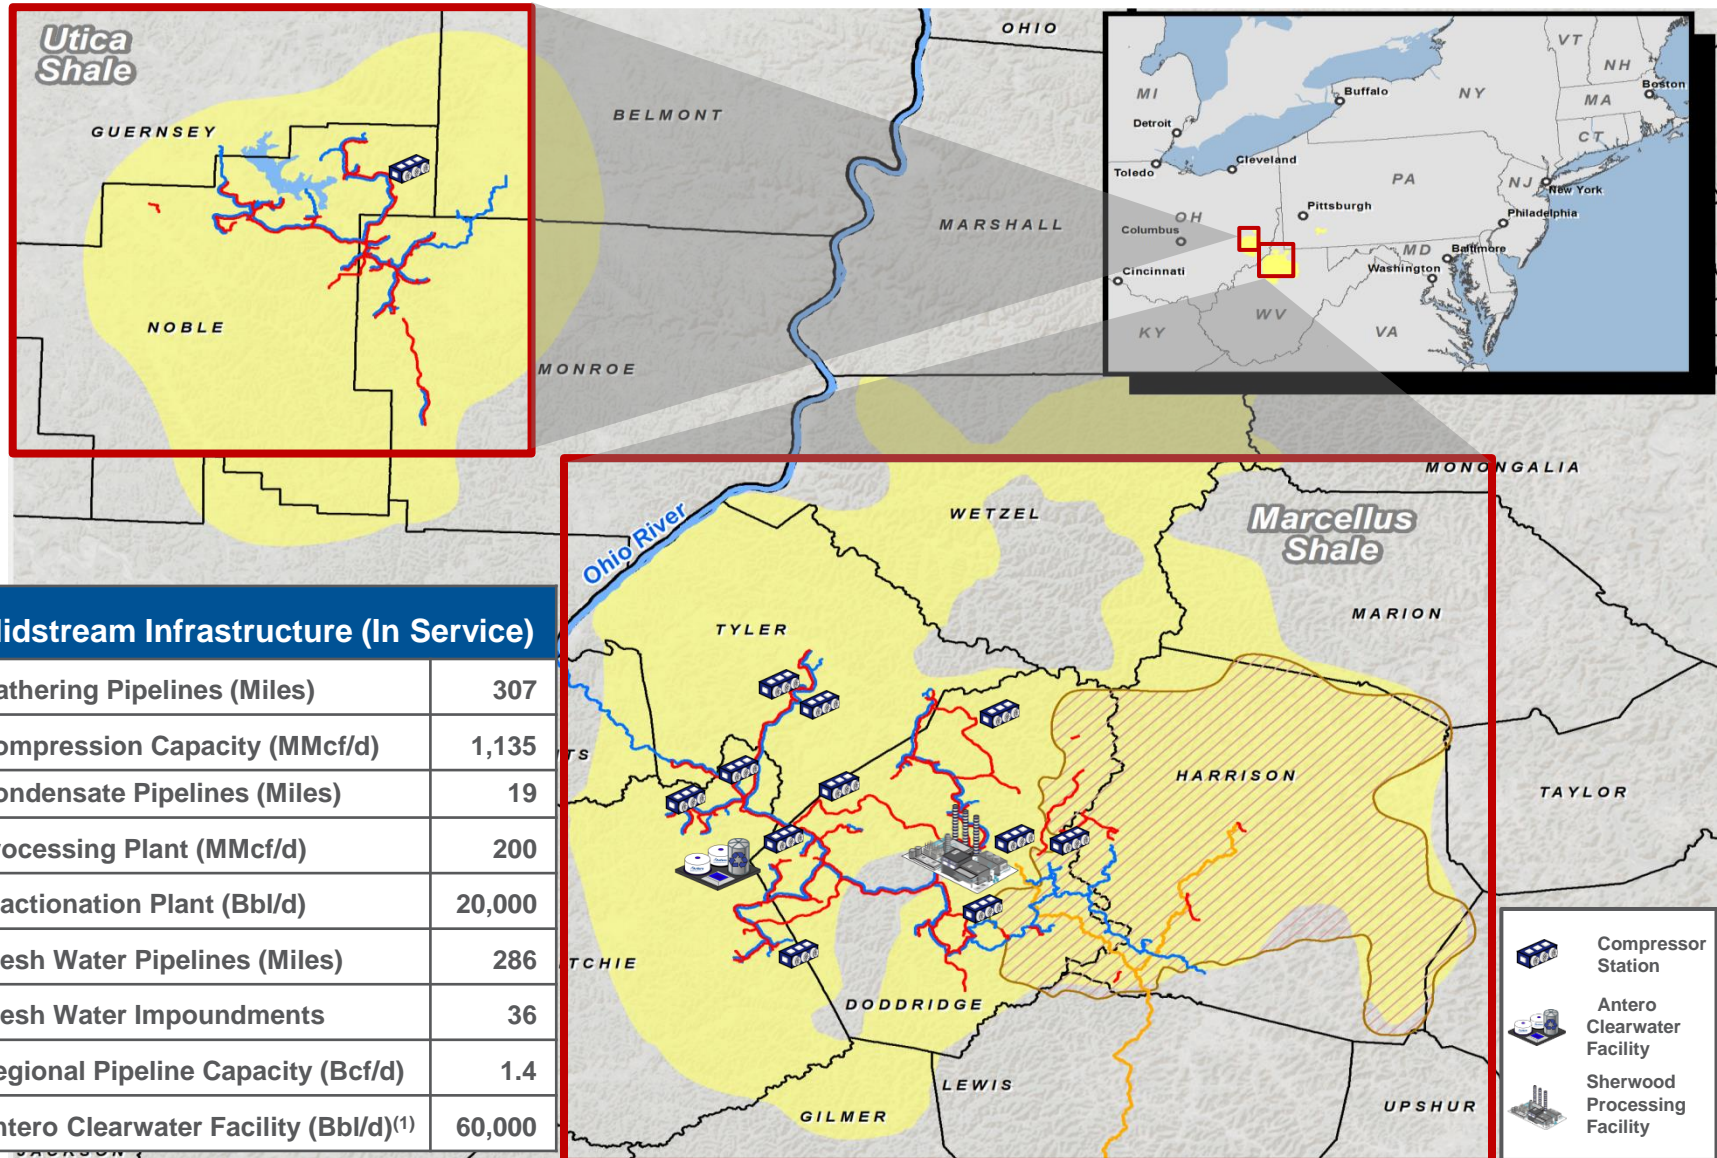 Utica
Shale
GUERNSEY
NOBLE
BELMONT
OHIO
MARSHALL
MONROE
MI
Detroit
Toledo
Cleveland
Buffalo
NY
VT
NH
Boston
MA
CT
PA
NJ
New York
Pittsburgh
Philadelphia
OH
Columbus
MD
Baltimore
Washington
Cincinnati
WV
KY
VA
Ohio River
WETZEL
MONONGALIA
Marcellus
Shale
MARION
TYLER
HARRISON
TAYLOR
TS
TCHIE
DODDRIDGE
GILMER
LEWIS
UPSHUR
JACKSON
idstream Infrastructure (In Service)
athering Pipelines (Miles) 307
ompression Capacity (MMcf/d) 1,135
ondensate Pipelines (Miles) 19
ocessing Plant (MMcf/d) 200
actionation Plant (Bbl/d) 20,000
esh Water Pipelines (Miles) 286
esh Water Impoundments 36
egional Pipeline Capacity (Bcf/d) 1.4
ntero Clearwater Facility (Bbl/d)(1) 60,000
Compressor
Station
Antero
Clearwater
Facility
Sherwood
Processing
Facility